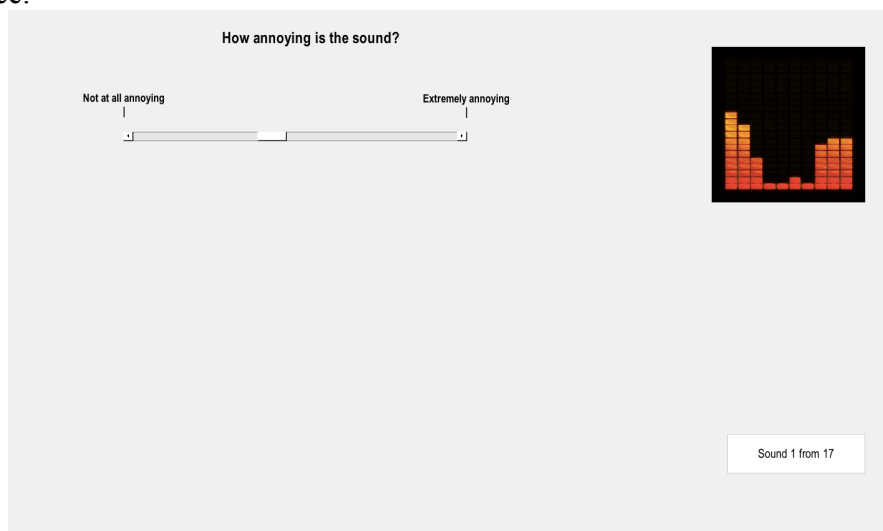 How annoying is the sound?
Not at all annoying
Extremely annoying
Sound 1 from 17